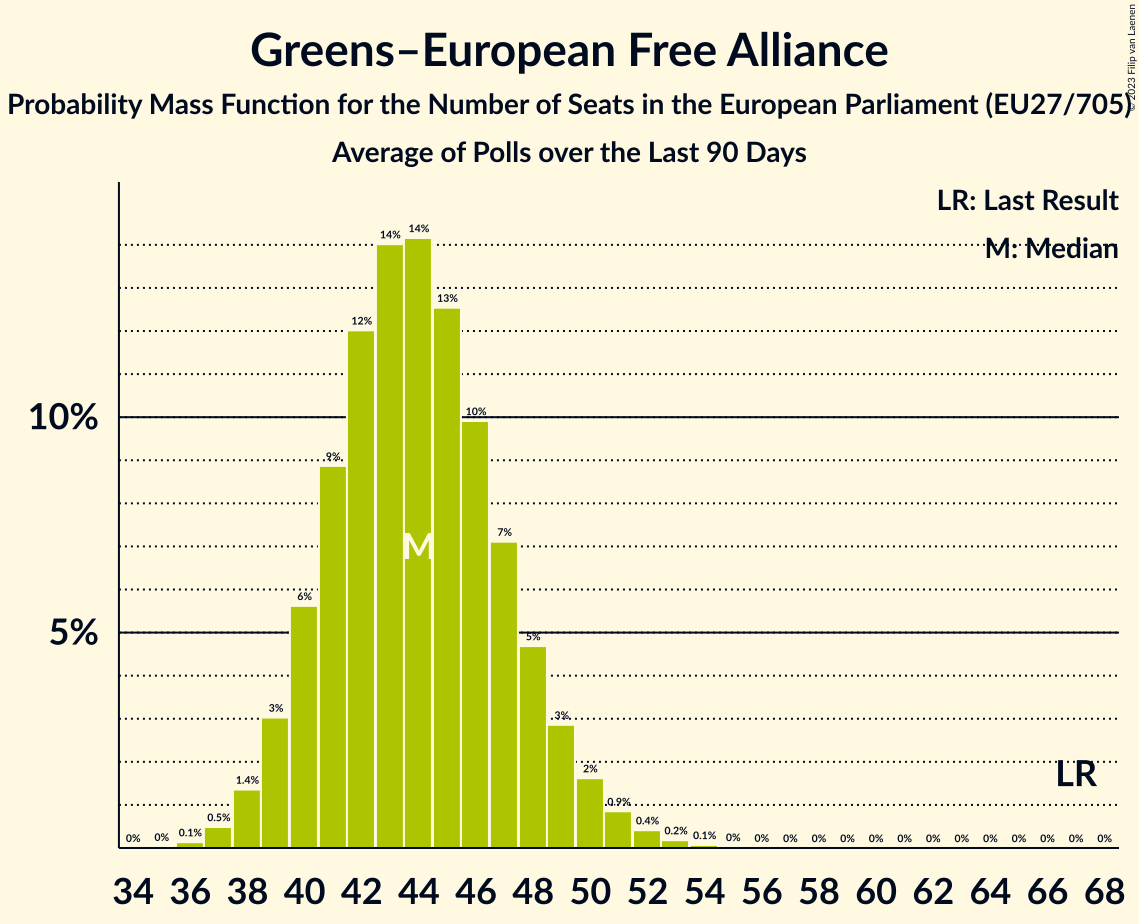 Greens–European Free Alliance
Probability Mass Function for the Number of Seats in the European Parliament (EU27/705)
Average of Polls over the Last 90 Days
© 2023 Filip van Laenen
LR: Last Result
M: Median
14% 14%
13%
12%
10%
10%
9%
7%
M
6%
5%
5%
3%
3%
LR
1.4%
2%
0.5%
0.9%
0% 0% 0.1%
0.4% 0.2% 0.1% 0% 0% 0% 0% 0% 0% 0% 0% 0% 0% 0% 0% 0% 0%
34 36 38 40 42 44 46 48 50 52 54 56 58 60 62 64 66 68